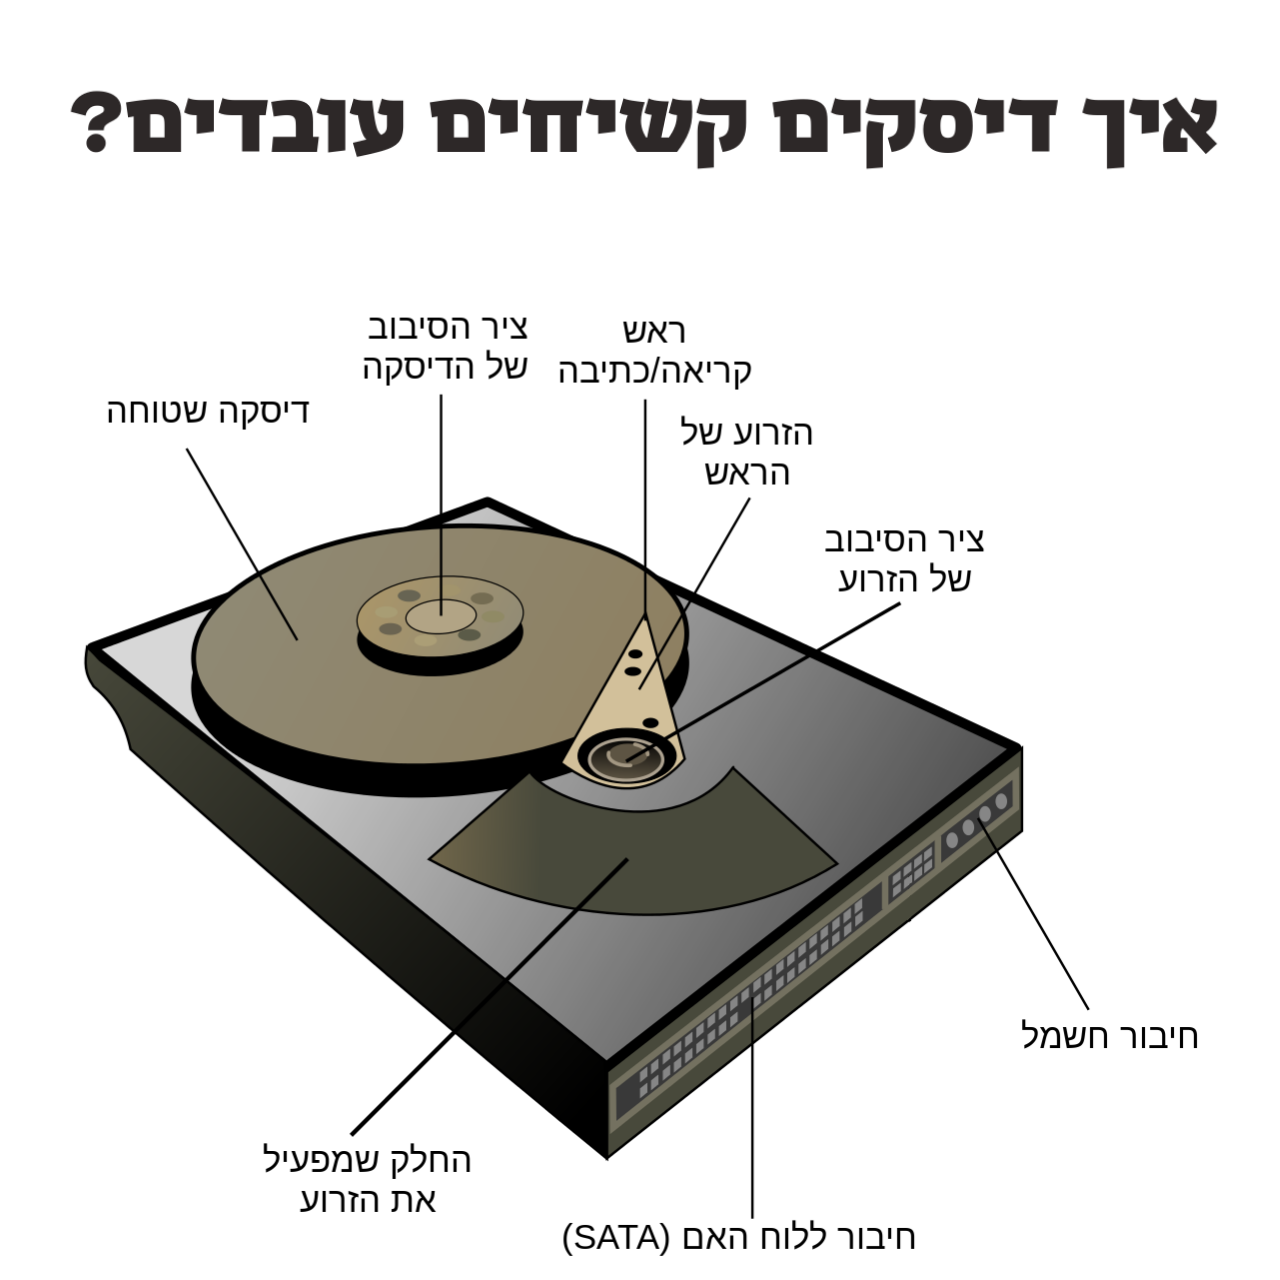 איך דיסקים קשיחים עובדים?
ראש
קריאה/כתיבה
ציר הסיבוב
של הדיסקה
דיסקה שטוחה
הזרוע של
הראש
ציר הסיבוב
של הזרוע
חיבור חשמל
החלק שמפעיל
את הזרוע
חיבור ללוח האם (SATA)